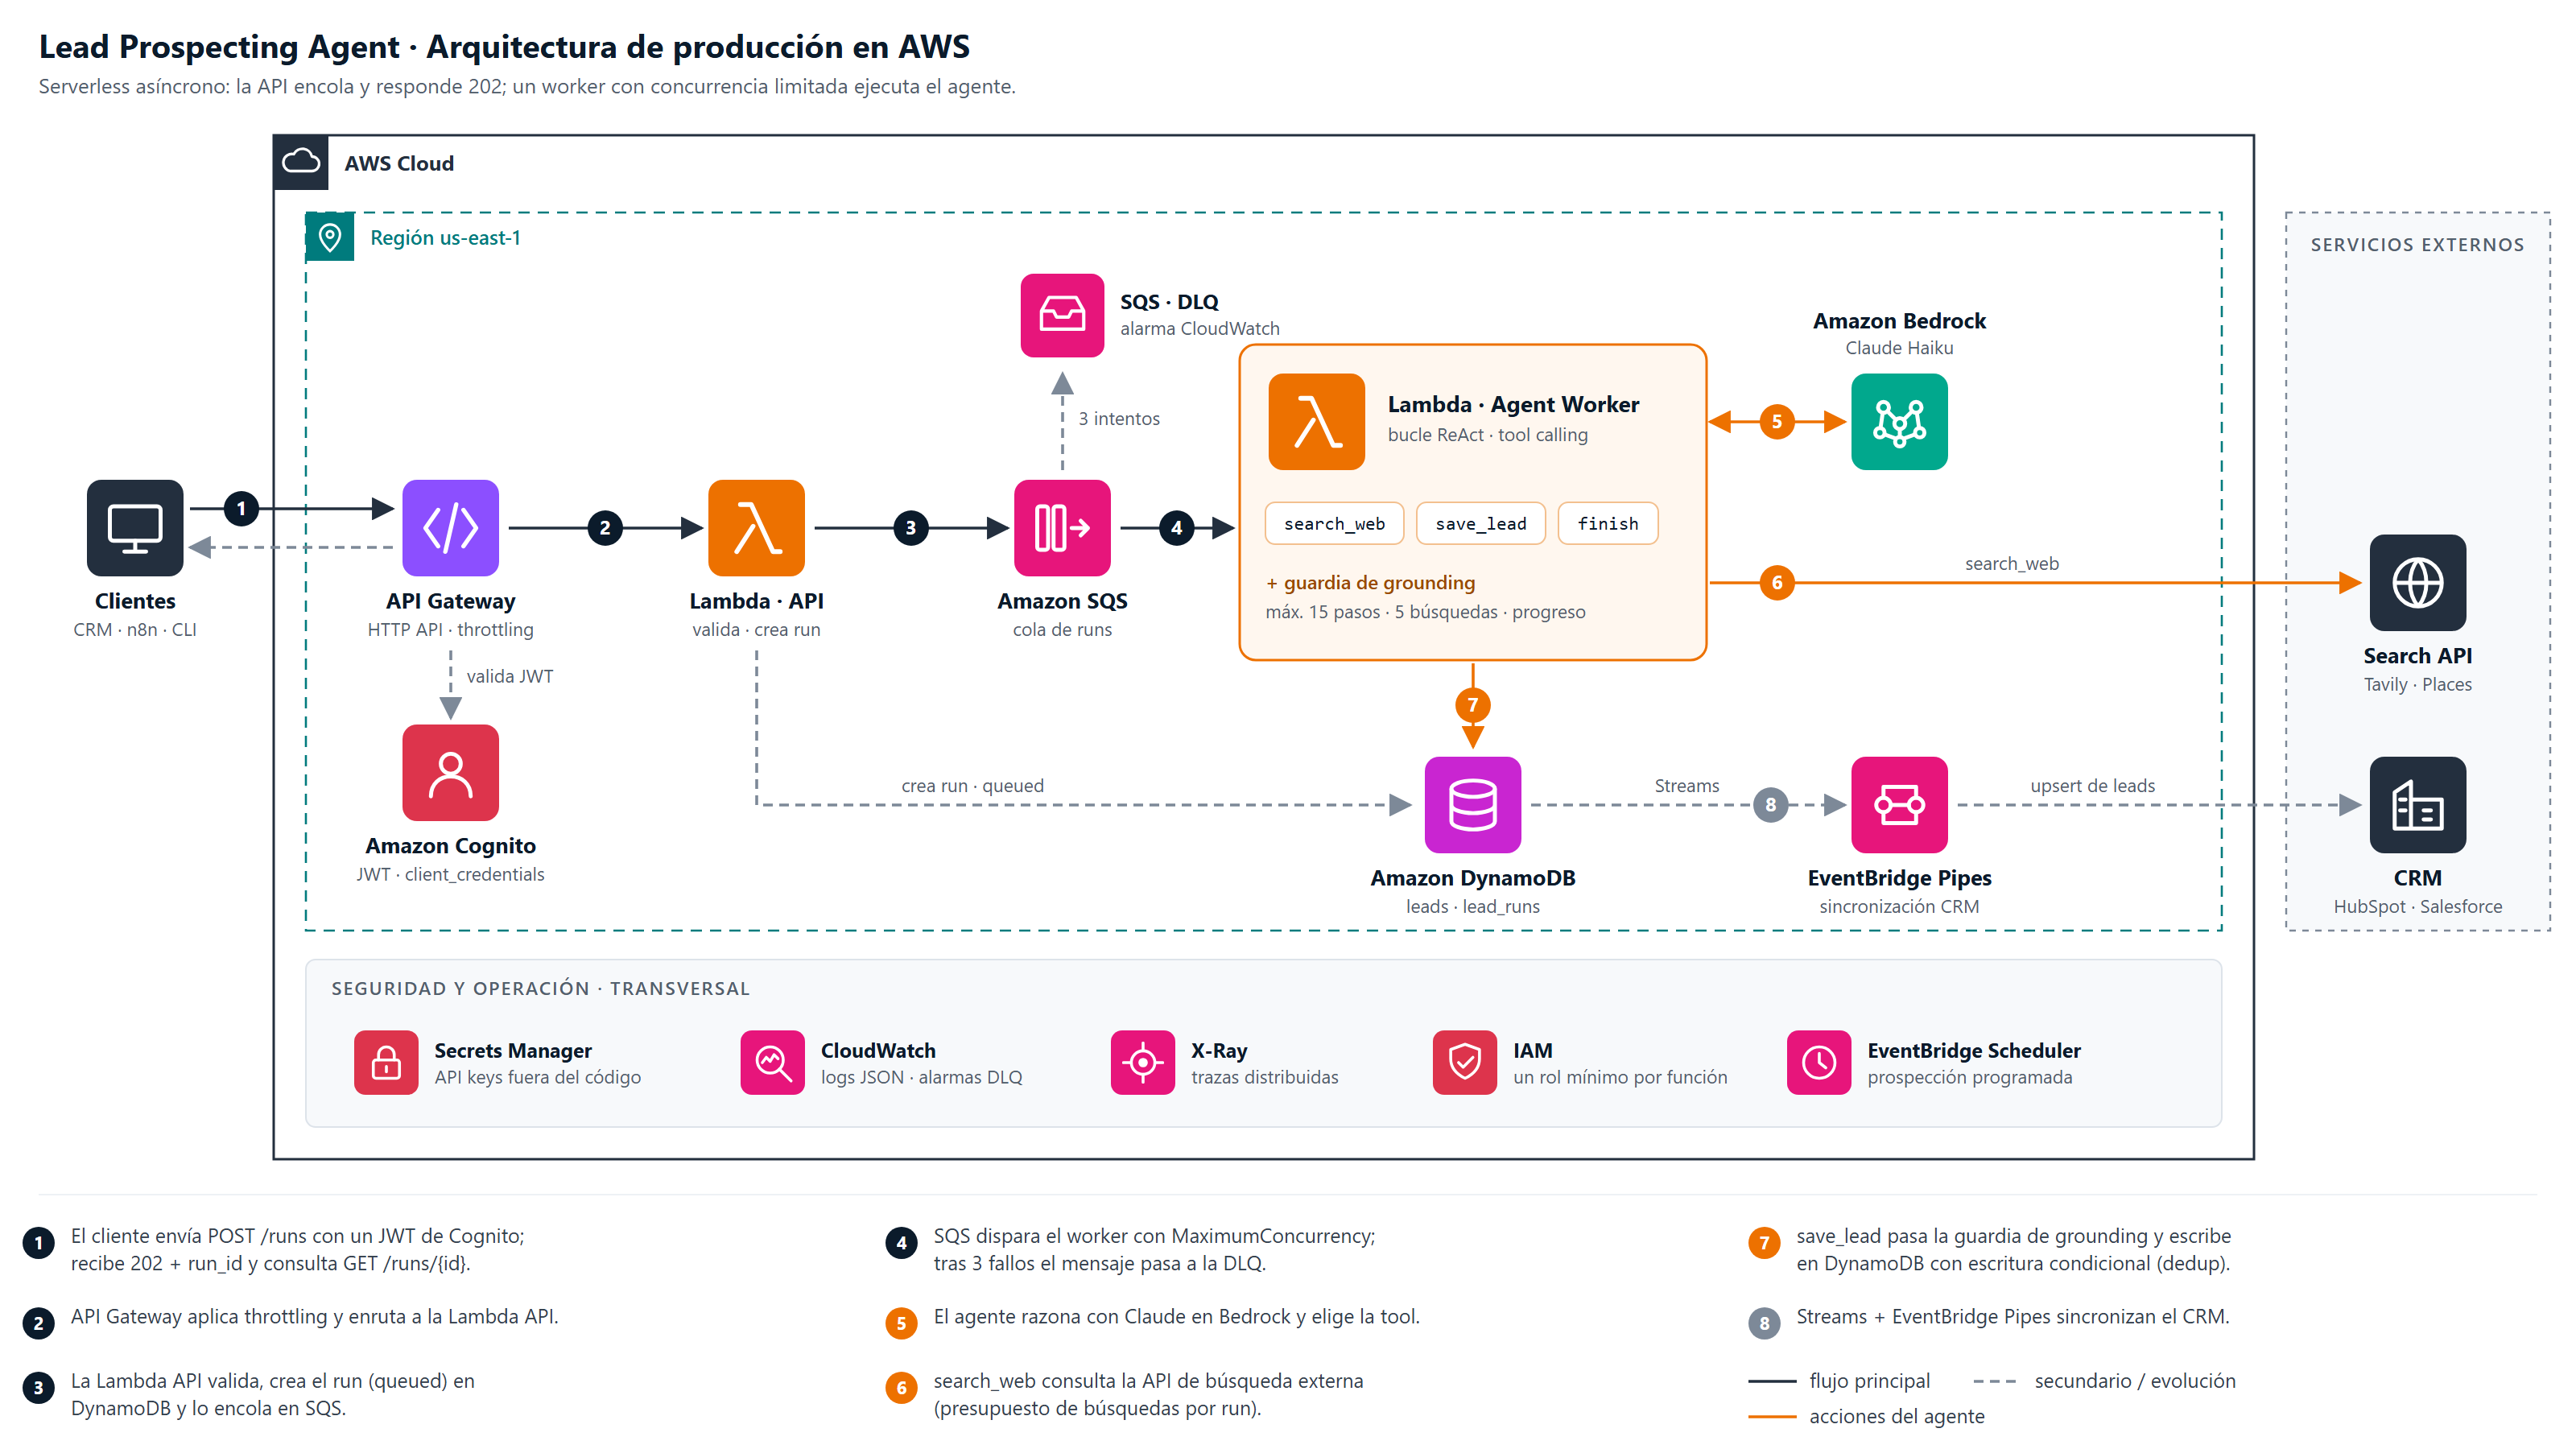 Lead Prospecting Agent · Arquitectura de producción en AWS
Serverless asíncrono: la API encola y responde 202; un worker con concurrencia limitada ejecuta el agente.
AWS Cloud
Región us-east-1
SERVICIOS EXTERNOS
SQS · DLQ
alarma CloudWatch
3 intentos
Amazon Bedrock
Claude Haiku
Lambda · Agent Worker
bucle ReAct · tool calling
5
search_web
save_lead
finish
+ guardia de grounding
máx. 15 pasos · 5 búsquedas · progreso
1
2
3
4
6
search_web
Clientes
CRM · n8n · CLI
API Gateway
HTTP API · throttling
Lambda · API
valida · crea run
Amazon SQS
cola de runs
Search API
Tavily · Places
valida JWT
7
crea run · queued
Streams
8
upsert de leads
Amazon Cognito
JWT · client_credentials
Amazon DynamoDB
leads · lead_runs
EventBridge Pipes
sincronización CRM
CRM
HubSpot · Salesforce
SEGURIDAD Y OPERACIÓN · TRANSVERSAL
Secrets Manager
API keys fuera del código
CloudWatch
logs JSON · alarmas DLQ
X-Ray
trazas distribuidas
IAM
un rol mínimo por función
EventBridge Scheduler
prospección programada
1 El cliente envía POST /runs con un JWT de Cognito;
recibe 202 + run_id y consulta GET /runs/{id}.
2 API Gateway aplica throttling y enruta a la Lambda API.
3 La Lambda API valida, crea el run (queued) en
DynamoDB y lo encola en SQS.
4 SQS dispara el worker con MaximumConcurrency;
tras 3 fallos el mensaje pasa a la DLQ.
5 El agente razona con Claude en Bedrock y elige la tool.
6 search_web consulta la API de búsqueda externa
(presupuesto de búsquedas por run).
7 save_lead pasa la guardia de grounding y escribe
en DynamoDB con escritura condicional (dedup).
8 Streams + EventBridge Pipes sincronizan el CRM.
flujo principal
secundario / evolución
acciones del agente